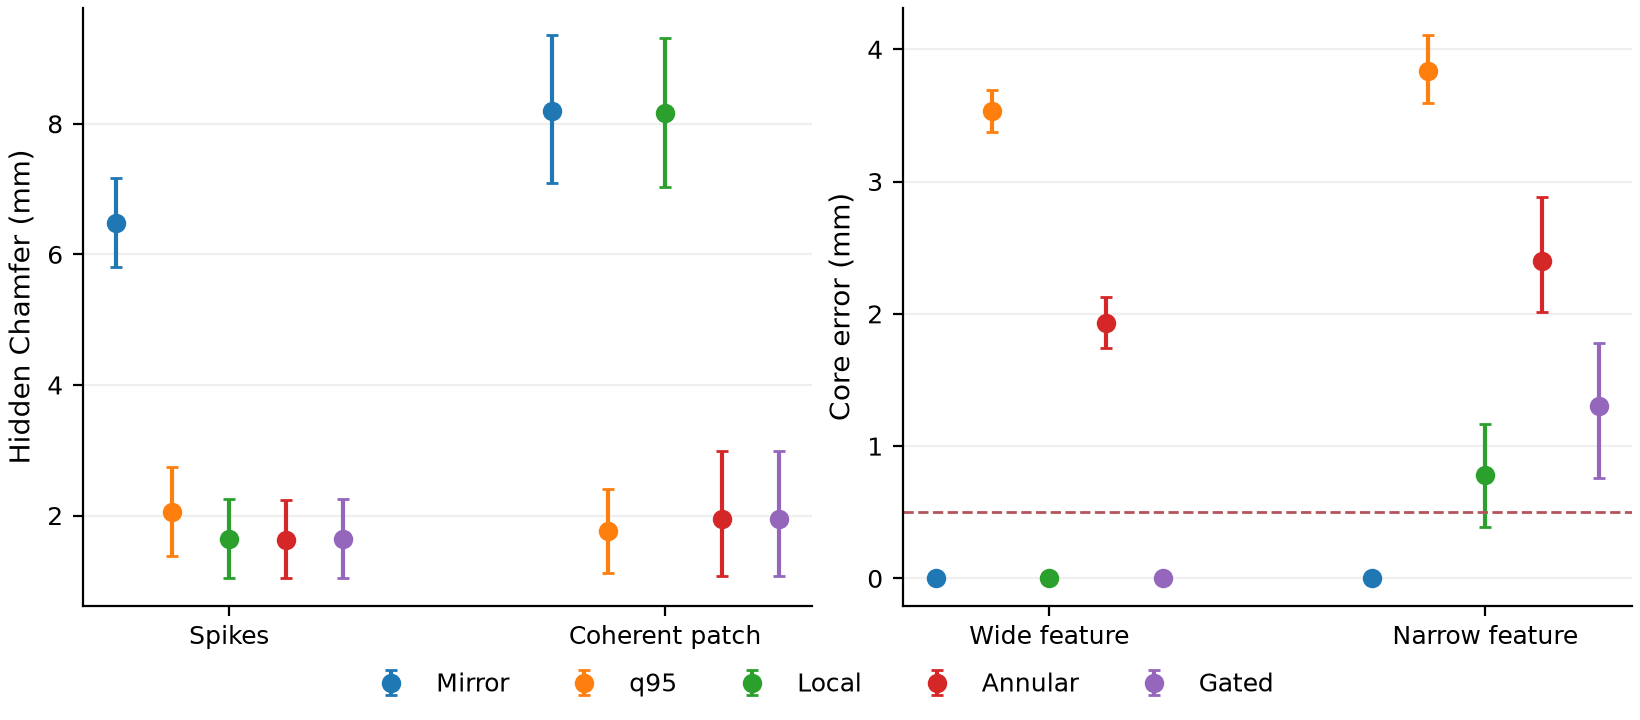 Hidden Chamfer (mm)
8
6
4
2
Spikes
Coherent patch
Core error (mm)
4
3
2
1
0
Wide feature
Narrow feature
Mirror
q95
Local
Annular
Gated